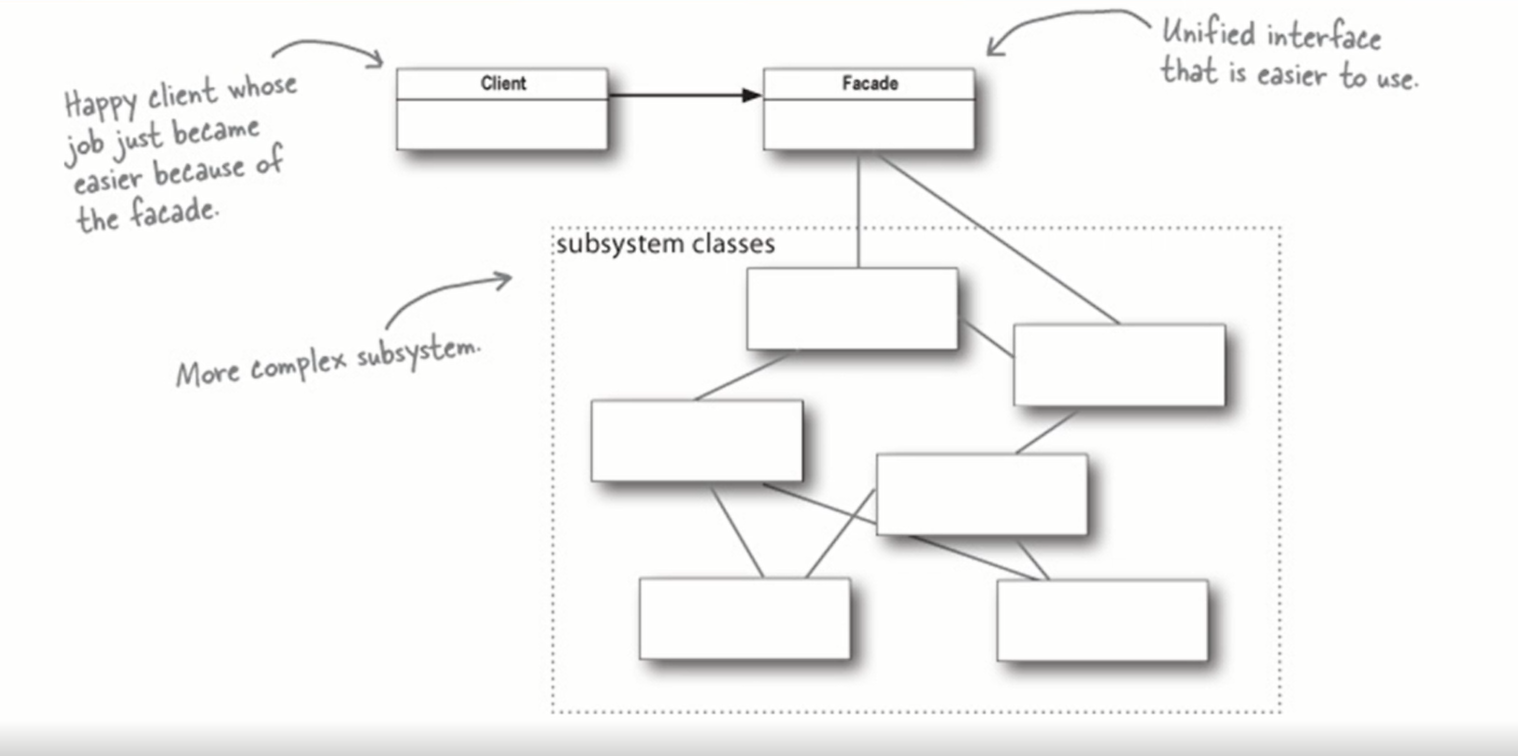 Happy client whose
job just became
easier because of
the facade.
Client
Facade
Unified interface
that is easier to use.
subsystem classes
More complex subsystem.